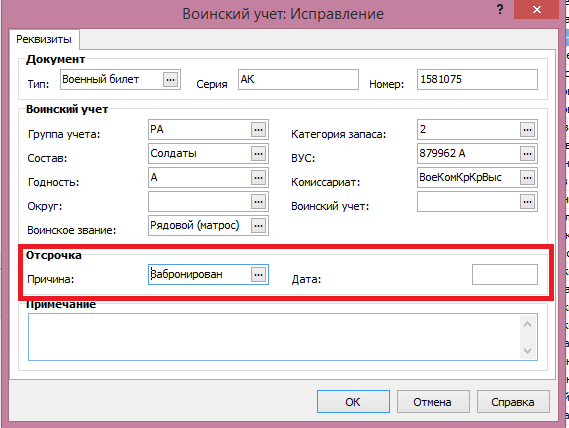 Воинский учет: Исправление ?
Реквизиты
Документ
Тип: Военный билет ... Серия АК Номер: 1581075
Воинский учет
Группа учета: РА ... Категория запаса: 2 ...
Состав: Солдаты ... ВУС: 879962 А ...
Годность: А ... Комиссариат: ВоеКомКрКрВыс ...
Округ: ... Воинский учет: ...
Воинское звание: Рядовой (матрос) ...
Отсрочка
Причина: Забронирован ... Дата:
Примечание
ОК Отмена Справка